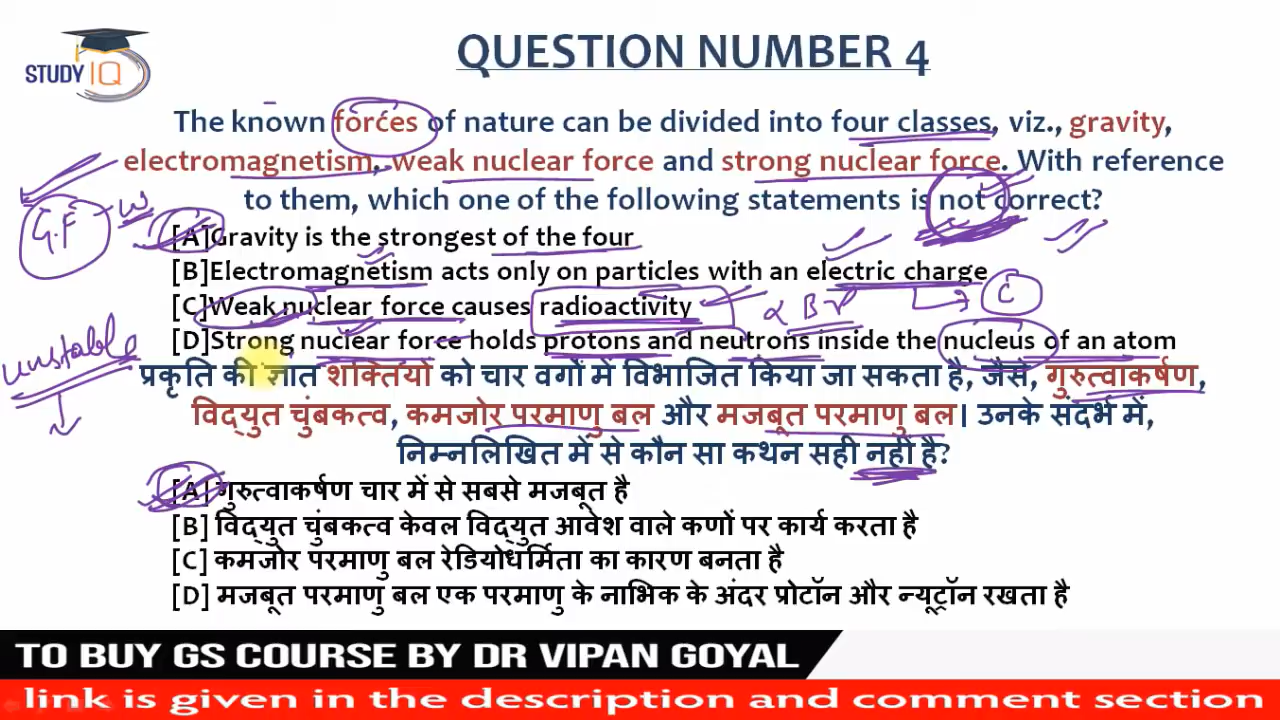 STUDY IQ
QUESTION NUMBER 4
The known forces of nature can be divided into four classes, viz., gravity,
electromagnetism, weak nuclear force and strong nuclear force. With reference
to them, which one of the following statements is not correct?
G.F
w
[A]Gravity is the strongest of the four
[B]Electromagnetism acts only on particles with an electric charge
[C]Weak nuclear force causes radioactivity
α β γ
C
[D]Strong nuclear force holds protons and neutrons inside the nucleus of an atom
unstable
प्रकृति की ज्ञात शक्तियों को चार वर्गों में विभाजित किया जा सकता है, जैसे, गुरुत्वाकर्षण,
विद्युत चुंबकत्व, कमजोर परमाणु बल और मजबूत परमाणु बल| उनके संदर्भ में,
निम्नलिखित में से कौन सा कथन सही नहीं है?
[A] गुरुत्वाकर्षण चार में से सबसे मजबूत है
[B] विद्युत चुंबकत्व केवल विद्युत आवेश वाले कणों पर कार्य करता है
[C] कमजोर परमाणु बल रेडियोधर्मिता का कारण बनता है
[D] मजबूत परमाणु बल एक परमाणु के नाभिक के अंदर प्रोटॉन और न्यूट्रॉन रखता है
TO BUY GS COURSE BY DR VIPAN GOYAL
link is given in the description and comment section